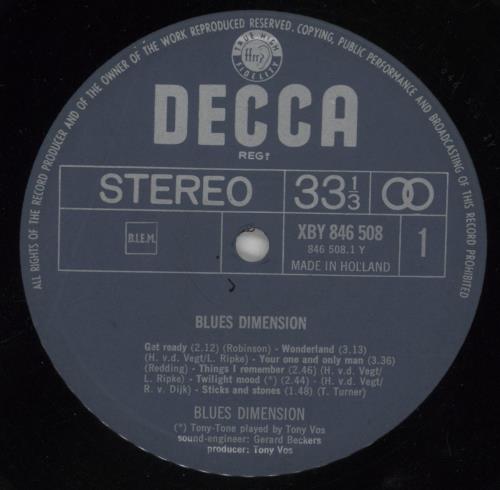 ALL RIGHTS OF THE RECORD PRODUCER AND OF THE OWNER OF THE WORK REPRODUCED RESERVED. COPYING, PUBLIC PERFORMANCE AND BROADCASTING OF THIS RECORD PROHIBITED
TRUE HIGH
ffrr
FIDELITY
DECCA
REGT
STEREO 33⅓
B.I.E.M. XBY 846 508 1
846 508.1 Y
MADE IN HOLLAND
BLUES DIMENSION
Get ready (2.12) (Robinson) - Wonderland (3.13)
(H. v.d. Vegt/L. Ripke) - Your one and only man (3.36)
(Redding) - Things I remember (2.46) (H. v.d. Vegt/
L. Ripke) - Twilight mood (*) (2.44) - (H. v.d. Vegt/
R. v. Dijk) - Sticks and stones (1.48) (T. Turner)
BLUES DIMENSION
(*) Tony-Tone played by Tony Vos
sound-engineer: Gerard Beckers
producer: Tony Vos